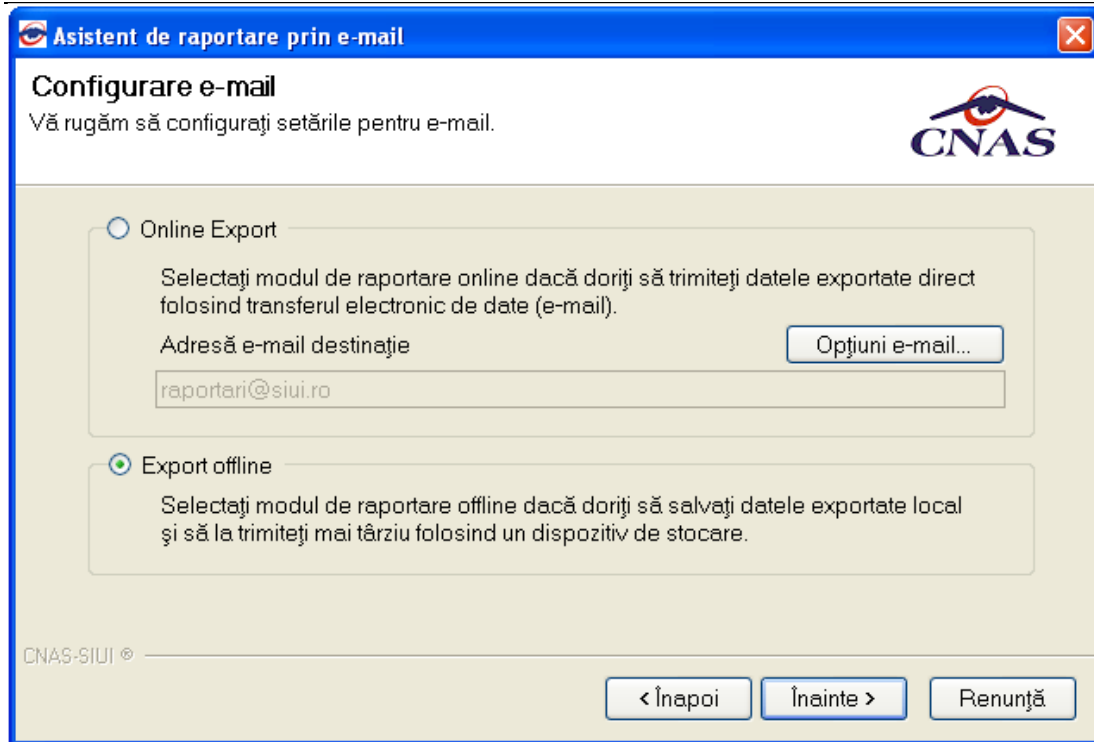 Asistent de raportare prin e-mail
Configurare e-mail
Vă rugăm să configuraţi setările pentru e-mail.
CNAS
Online Export
Selectaţi modul de raportare online dacă doriţi să trimiteţi datele exportate direct
folosind transferul electronic de date (e-mail).
Adresă e-mail destinaţie
Opţiuni e-mail...
raportari@siui.ro
Export offline
Selectaţi modul de raportare offline dacă doriţi să salvaţi datele exportate local
şi să la trimiteţi mai târziu folosind un dispozitiv de stocare.
CNAS-SIUI ®
< Înapoi
Înainte >
Renunţă